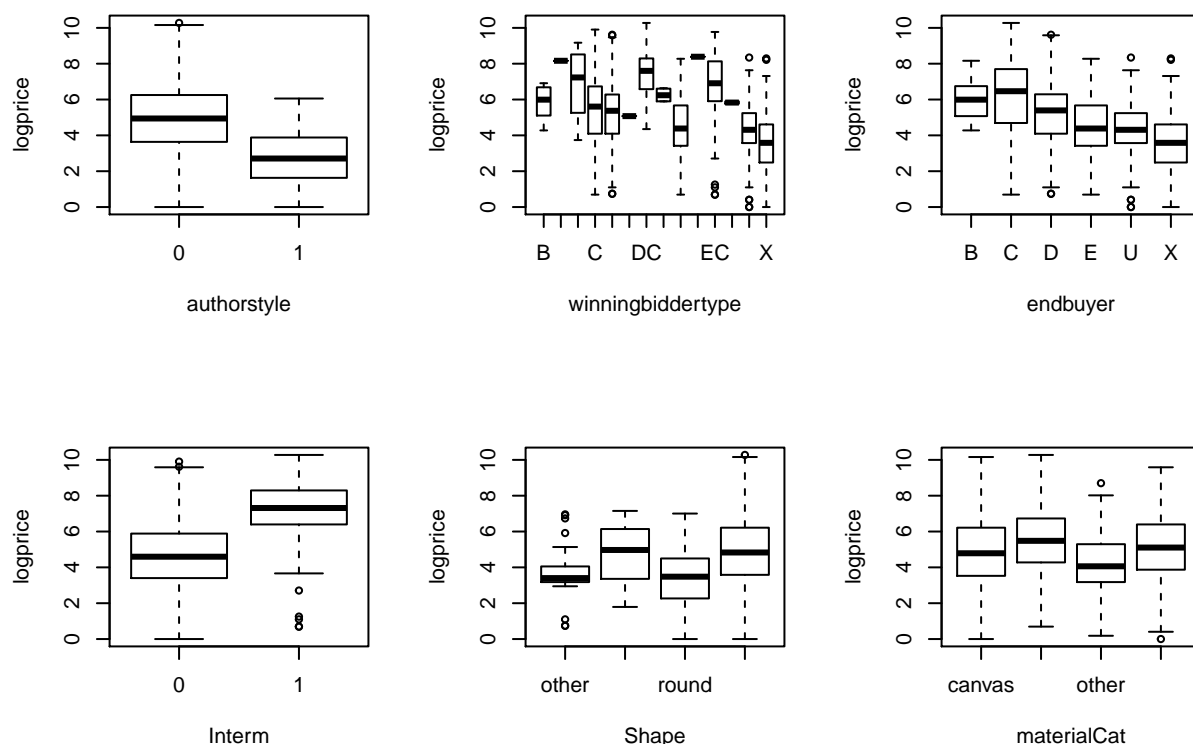 logprice
0 2 4 6 8 10
0 1
authorstyle
logprice
0 2 4 6 8 10
B C DC EC X
winningbiddertype
logprice
0 2 4 6 8 10
B C D E U X
endbuyer
logprice
0 2 4 6 8 10
0 1
Interm
logprice
0 2 4 6 8 10
other round
Shape
logprice
0 2 4 6 8 10
canvas other
materialCat